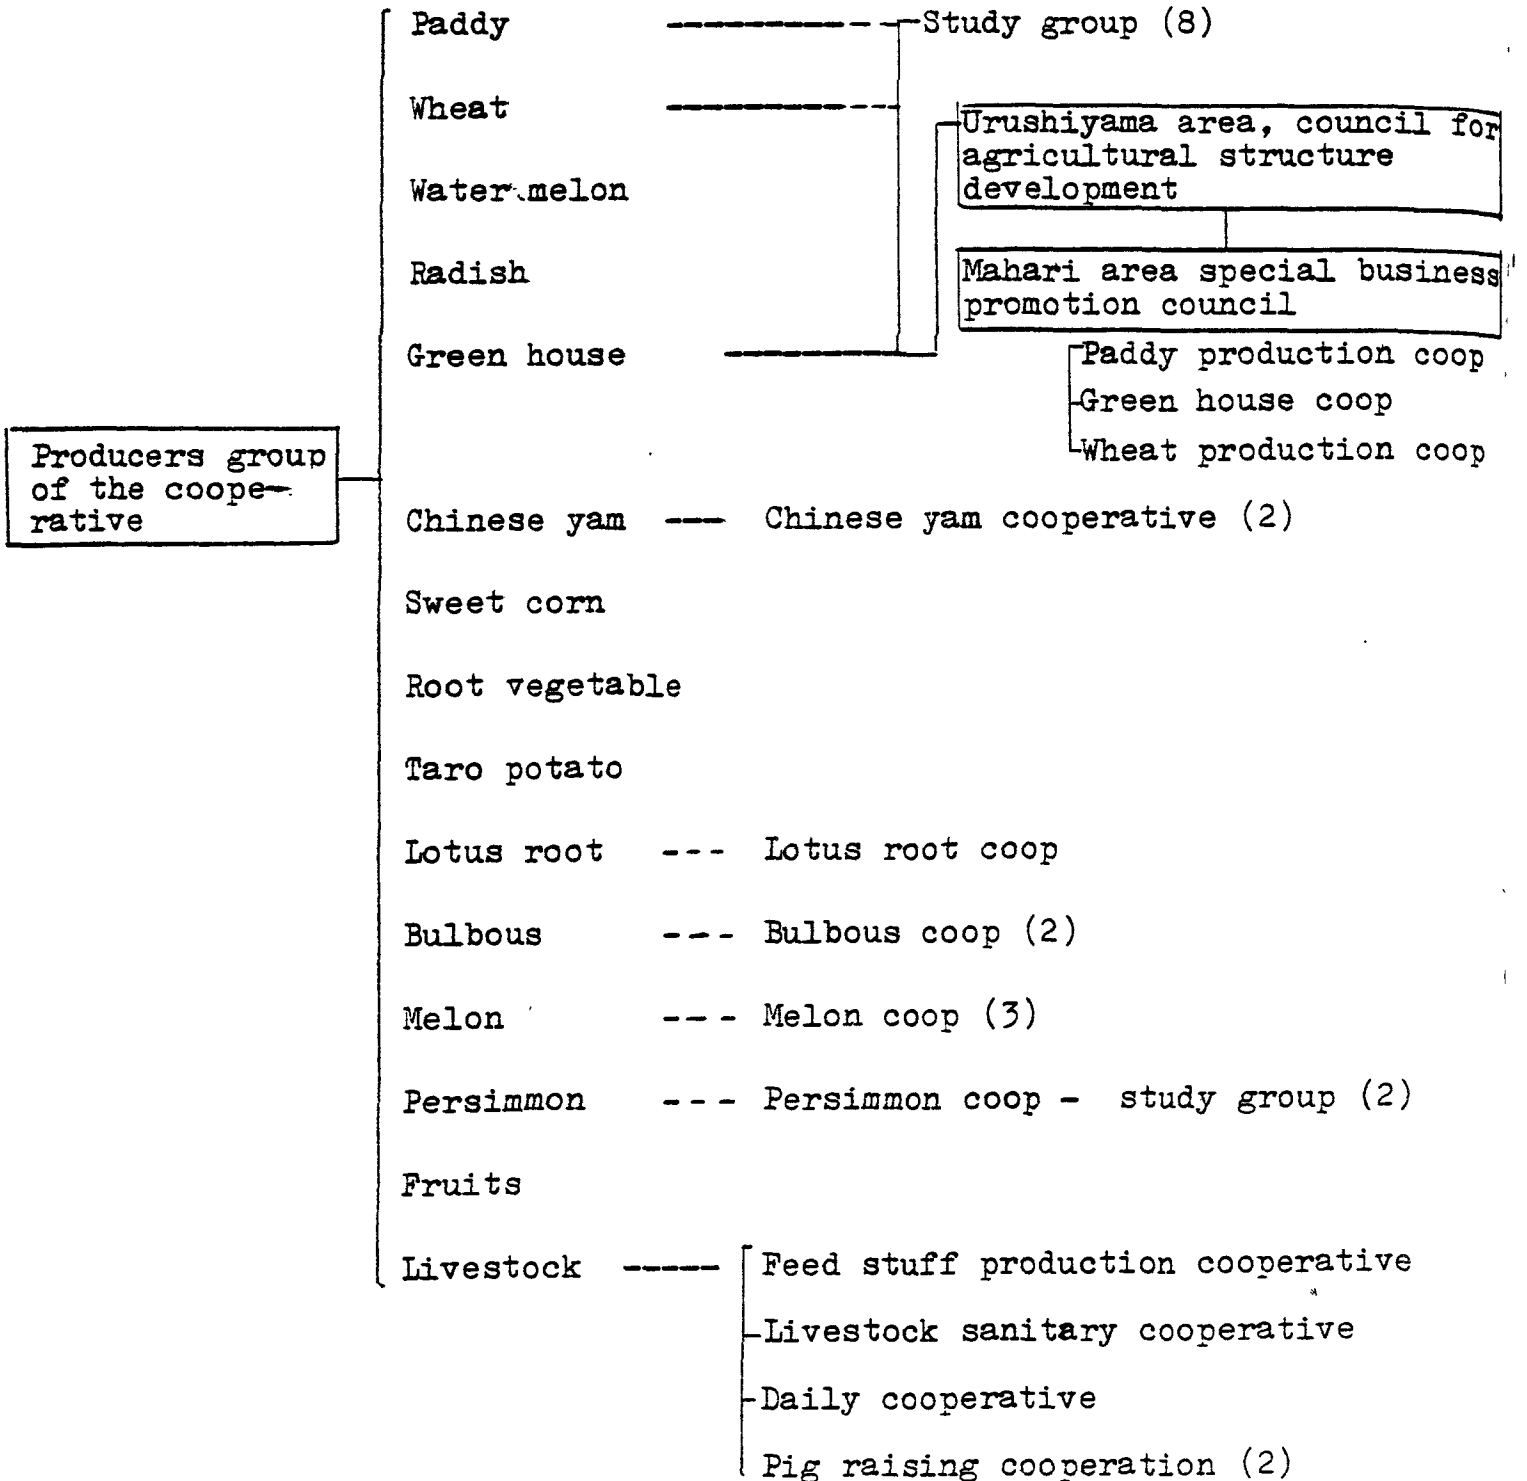 Paddy
Study group (8)
Wheat
Urushiyama area, council for
agricultural structure
development
Water melon
Radish
Mahari area special business
promotion council
Green house
Paddy production coop
Green house coop
Wheat production coop
Producers group
of the coope-
rative
Chinese yam --- Chinese yam cooperative (2)
Sweet corn
Root vegetable
Taro potato
Lotus root --- Lotus root coop
Bulbous --- Bulbous coop (2)
Melon --- Melon coop (3)
Persimmon --- Persimmon coop - study group (2)
Fruits
Livestock ----- Feed stuff production cooperative
Livestock sanitary cooperative
Daily cooperative
Pig raising cooperation (2)